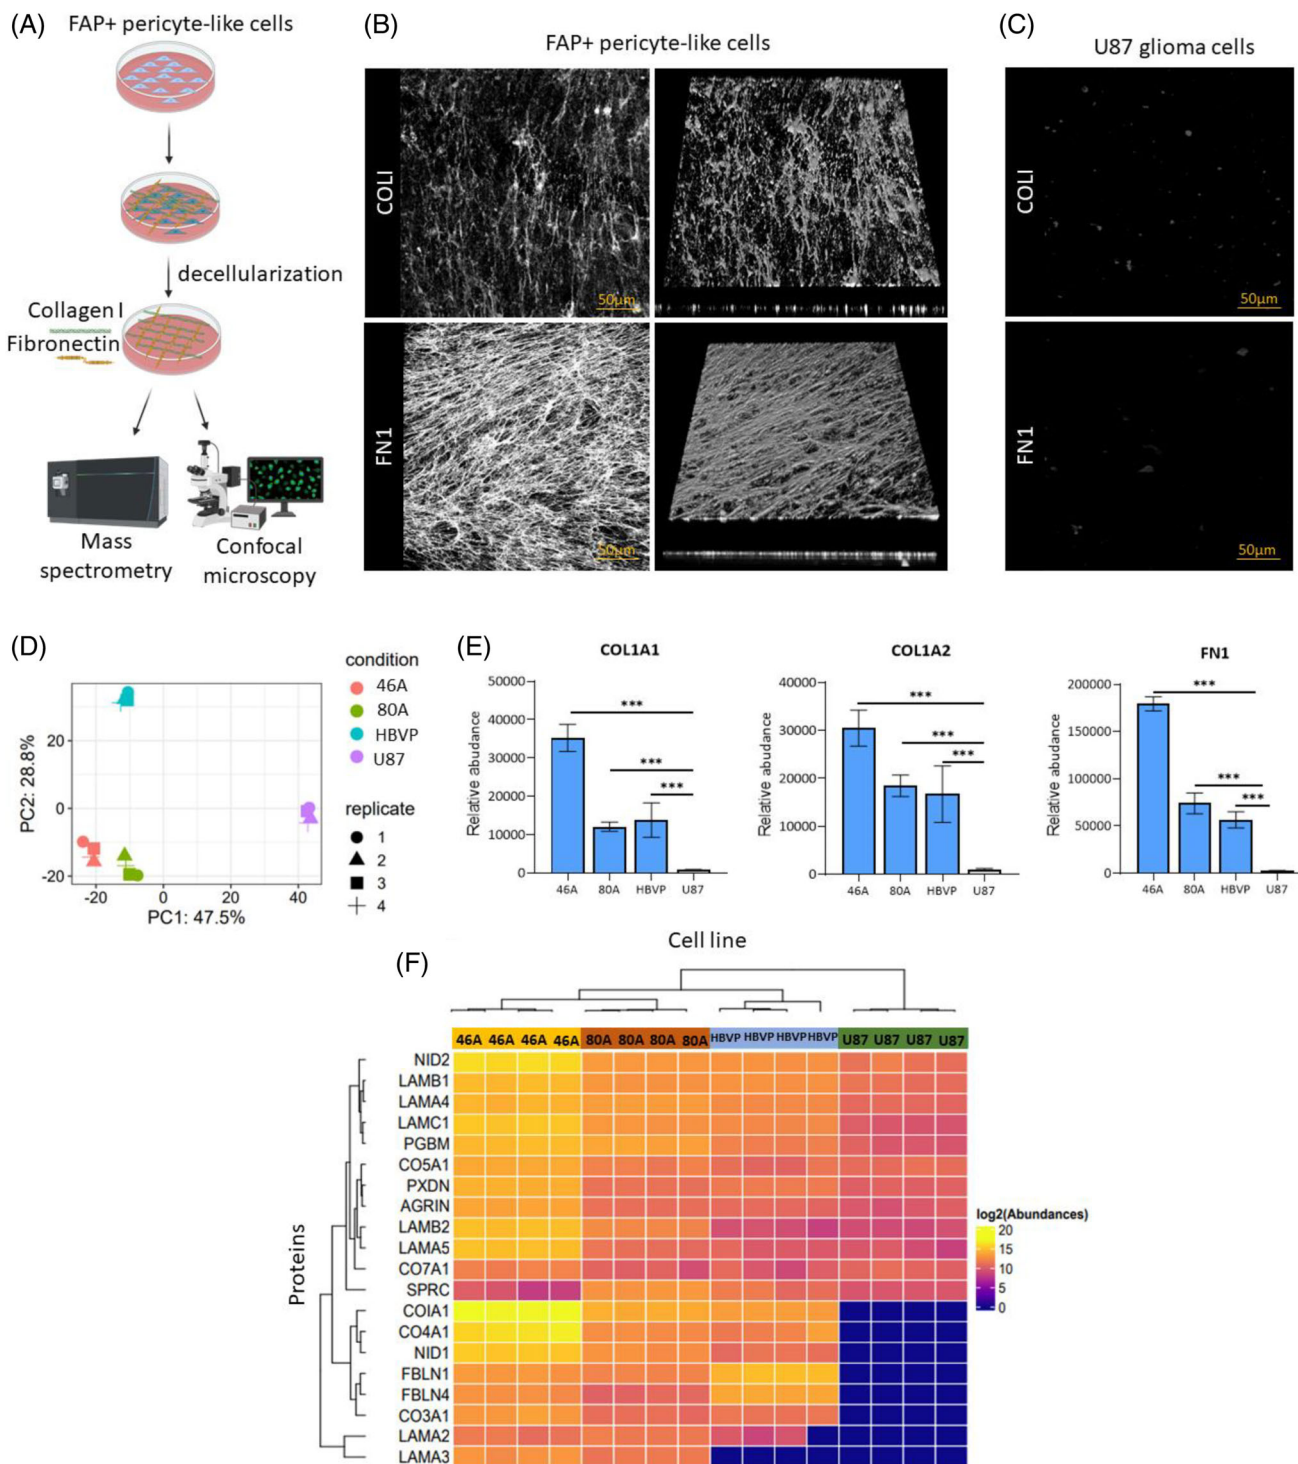 (A)
FAP+ pericyte-like cells
decellularization
Collagen I
Fibronectin
Mass
spectrometry
Confocal
microscopy
(B)
FAP+ pericyte-like cells
COLI
50µm
FN1
50µm
(C)
U87 glioma cells
COLI
50µm
FN1
50µm
(D)
condition
46A
80A
HBVP
U87
replicate
1
2
3
4
PC2: 28.8%
20
0
-20
-20 0 20 40
PC1: 47.5%
(E)
COL1A1
Relative abudance
50000
40000
30000
20000
10000
0
***
***
***
46A 80A HBVP U87
COL1A2
Relative abudance
40000
30000
20000
10000
0
***
***
***
46A 80A HBVP U87
FN1
Relative abudance
200000
150000
100000
50000
0
***
***
***
46A 80A HBVP U87
(F)
Cell line
46A 46A 46A 46A 80A 80A 80A 80A HBVP HBVP HBVP HBVP U87 U87 U87 U87
Proteins
NID2
LAMB1
LAMA4
LAMC1
PGBM
CO5A1
PXDN
AGRIN
LAMB2
LAMA5
CO7A1
SPRC
COIA1
CO4A1
NID1
FBLN1
FBLN4
CO3A1
LAMA2
LAMA3
log2(Abundances)
20
15
10
5
0